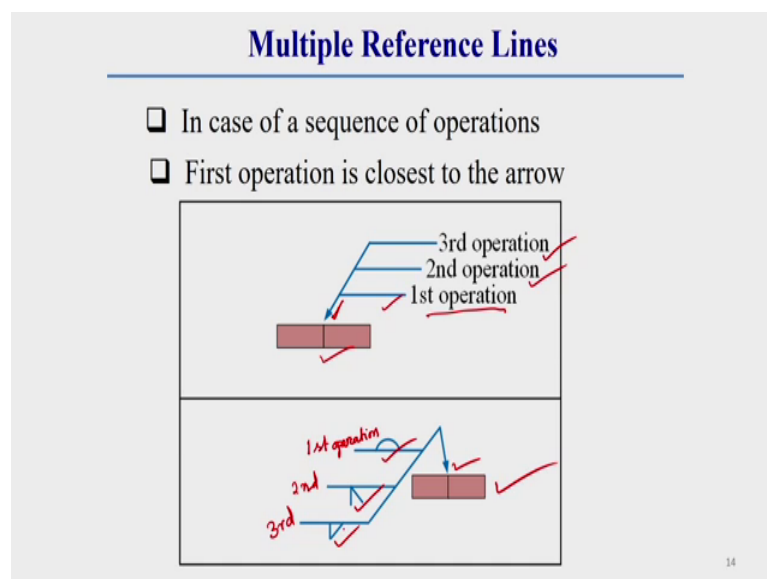 Multiple Reference Lines
In case of a sequence of operations
First operation is closest to the arrow
3rd operation
2nd operation
1st operation
1st operation
2nd
3rd
14